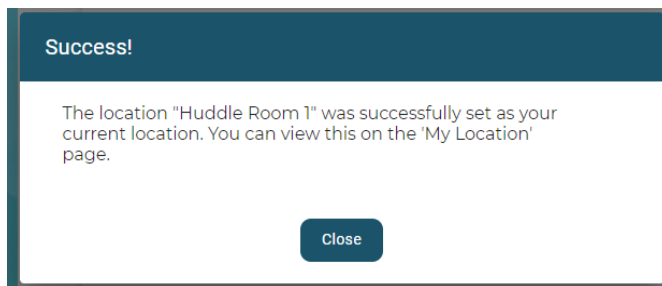 Success!
The location "Huddle Room 1" was successfully set as your
current location. You can view this on the 'My Location'
page.
Close